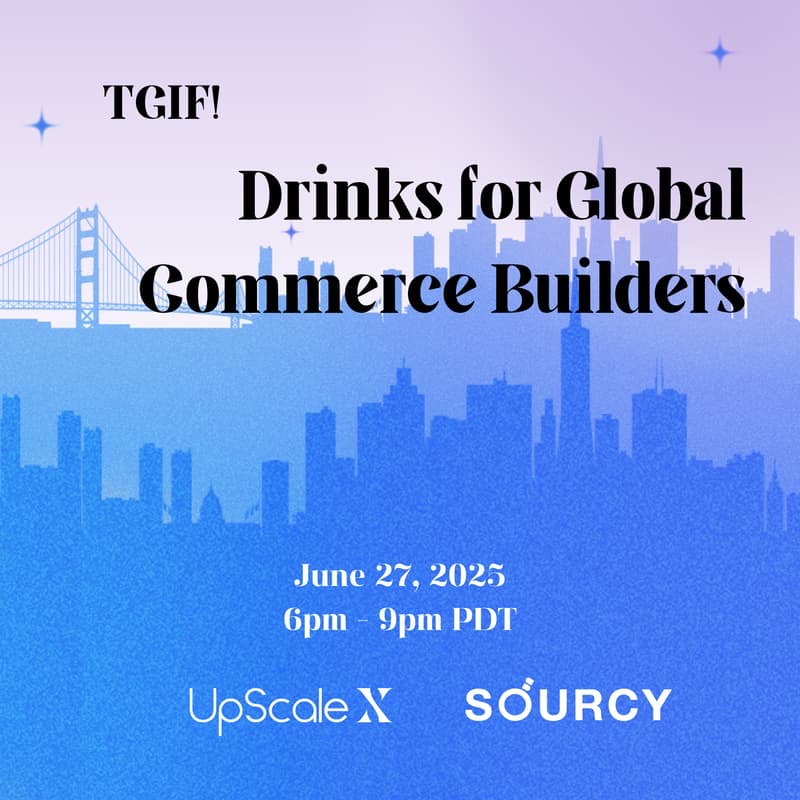 TGIF!
Drinks for Global
Commerce Builders
June 27, 2025
6pm - 9pm PDT
UpScale X
SOURCY